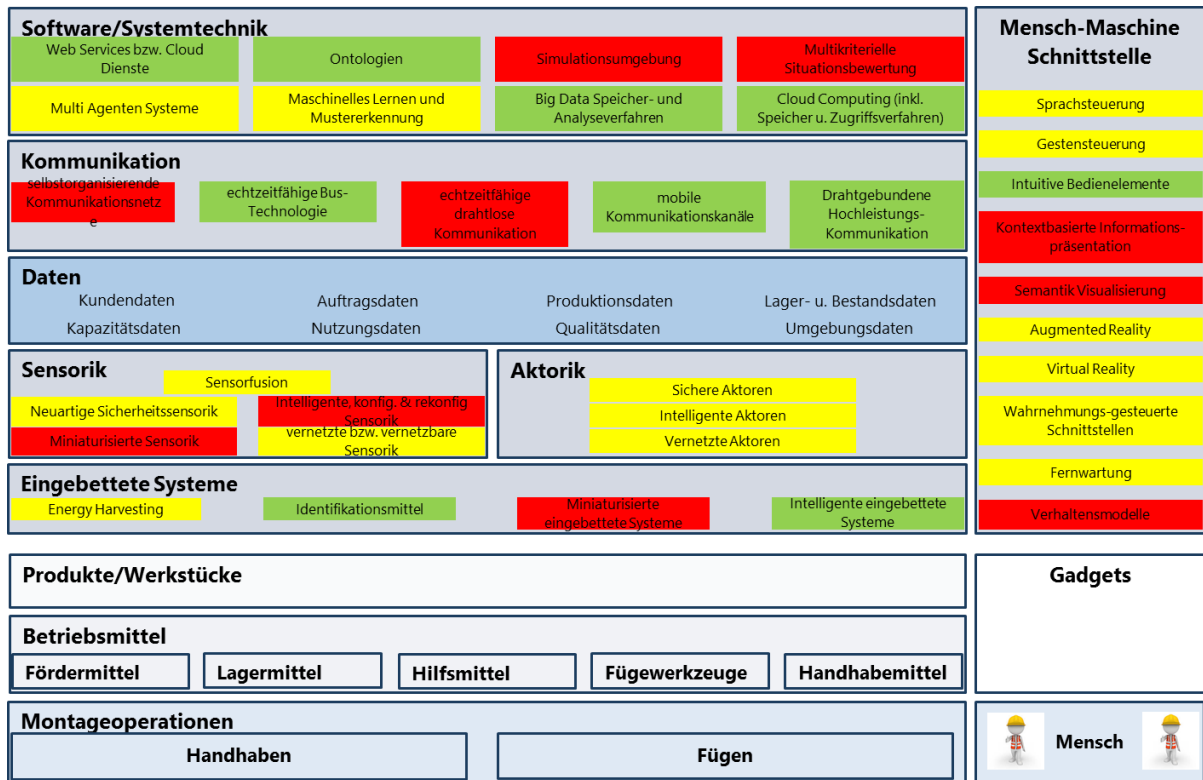 Software/Systemtechnik
Web Services bzw. Cloud
Dienste
Ontologien
Simulationsumgebung
Multikriterielle
Situationsbewertung
Multi Agenten Systeme
Maschinelles Lernen und
Mustererkennung
Big Data Speicher- und
Analyseverfahren
Cloud Computing (inkl.
Speicher u. Zugriffsverfahren)
Kommunikation
selbstorganisierende
Kommunikationsnetz
e
echtzeitfähige Bus-
Technologie
echtzeitfähige
drahtlose
Kommunikation
mobile
Kommunikationskanäle
Drahtgebundene
Hochleistungs-
Kommunikation
Daten
Kundendaten
Auftragsdaten
Produktionsdaten
Lager- u. Bestandsdaten
Kapazitätsdaten
Nutzungsdaten
Qualitätsdaten
Umgebungsdaten
Sensorik
Sensorfusion
Neuartige Sicherheitssensorik
Intelligente, konfig. & rekonfig
Sensorik
Miniaturisierte Sensorik
vernetzte bzw. vernetzbare
Sensorik
Aktorik
Sichere Aktoren
Intelligente Aktoren
Vernetzte Aktoren
Eingebettete Systeme
Energy Harvesting
Identifikationsmittel
Miniaturisierte
eingebettete Systeme
Intelligente eingebettete
Systeme
Mensch-Maschine
Schnittstelle
Sprachsteuerung
Gestensteuerung
Intuitive Bedienelemente
Kontextbasierte Informations-
präsentation
Semantik Visualisierung
Augmented Reality
Virtual Reality
Wahrnehmungs-gesteuerte
Schnittstellen
Fernwartung
Verhaltensmodelle
Produkte/Werkstücke
Gadgets
Betriebsmittel
Fördermittel
Lagermittel
Hilfsmittel
Fügewerkzeuge
Handhabemittel
Montageoperationen
Handhaben
Fügen
Mensch